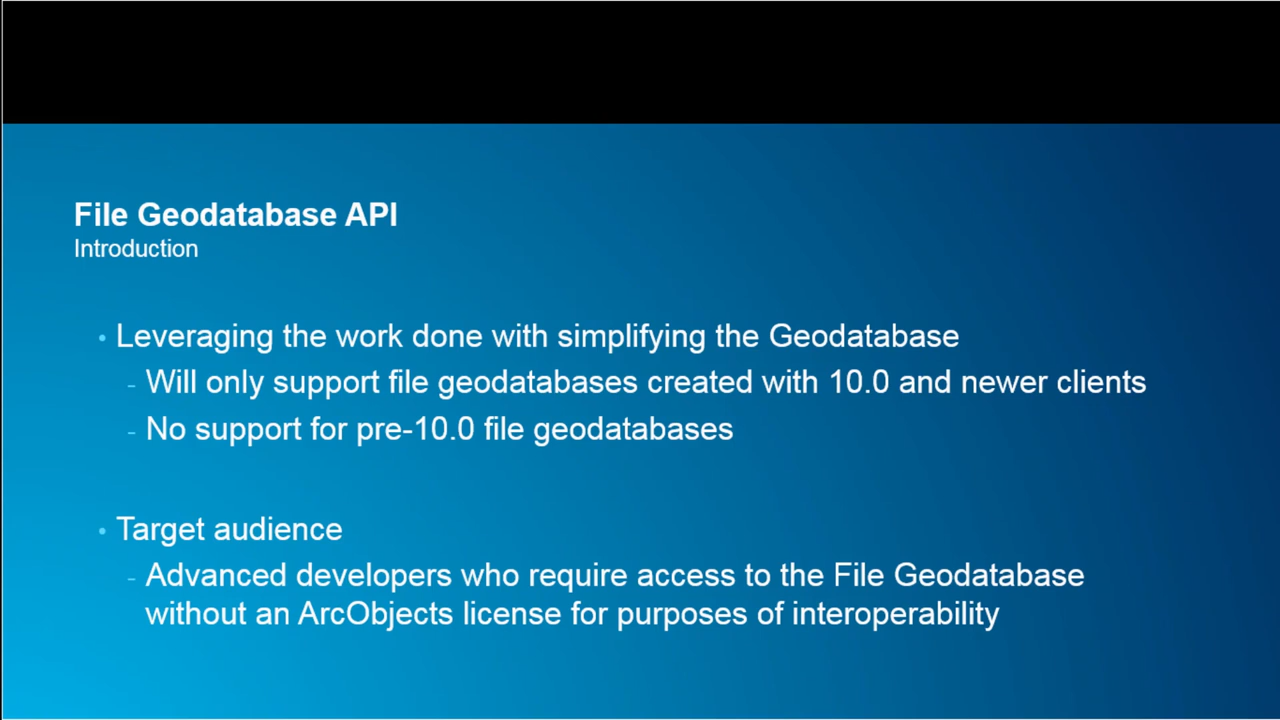 File Geodatabase API
Introduction
• Leveraging the work done with simplifying the Geodatabase
- Will only support file geodatabases created with 10.0 and newer clients
- No support for pre-10.0 file geodatabases
• Target audience
- Advanced developers who require access to the File Geodatabase
without an ArcObjects license for purposes of interoperability